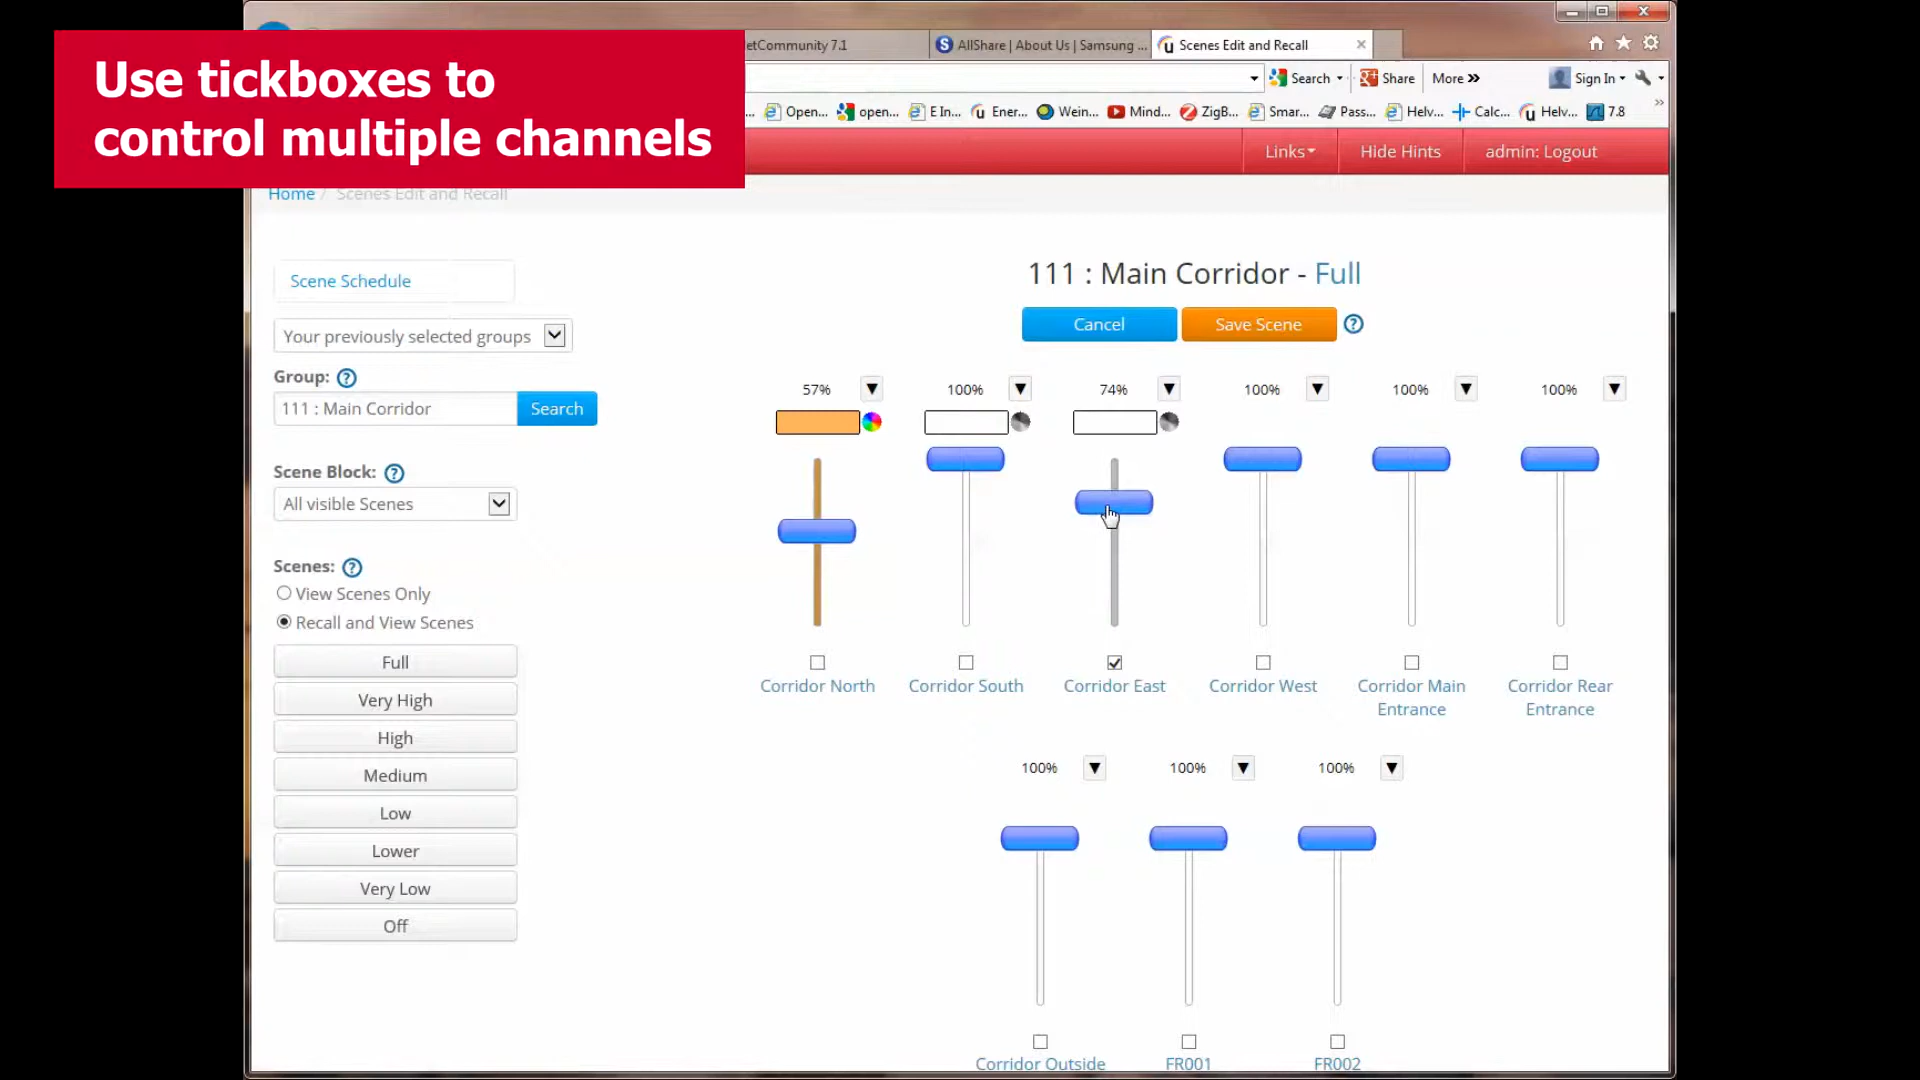 Use tickboxes to
control multiple channels
etCommunity 7.1
AllShare | About Us | Samsung ...
Scenes Edit and Recall
Search
Share
More »
Sign In
... Open...
open...
E In...
Ener...
Wein...
Mind...
ZigB...
Smar...
Pass...
Helv...
Calc...
Helv...
7.8
Links
Hide Hints
admin: Logout
Home / Scenes Edit and Recall
Scene Schedule
Your previously selected groups
Group:
111 : Main Corridor
Search
Scene Block:
All visible Scenes
Scenes:
View Scenes Only
Recall and View Scenes
Full
Very High
High
Medium
Low
Lower
Very Low
Off
111 : Main Corridor - Full
Cancel
Save Scene
57%
100%
74%
100%
100%
100%
Corridor North
Corridor South
Corridor East
Corridor West
Corridor Main
Entrance
Corridor Rear
Entrance
100%
100%
100%
Corridor Outside
FR001
FR002